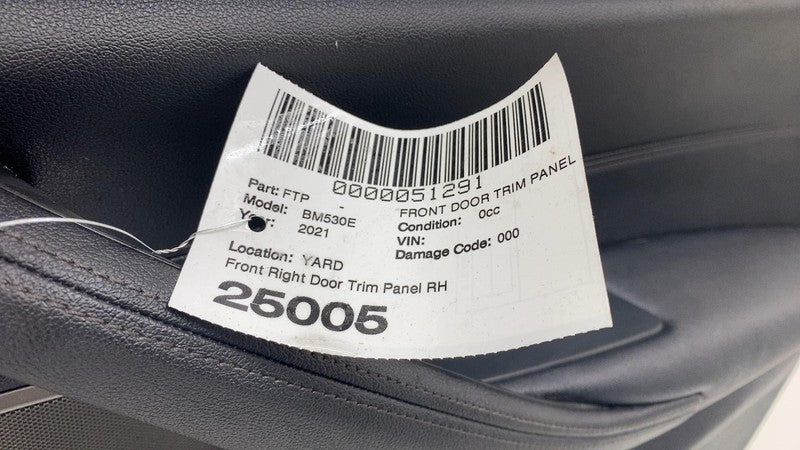 0000051291
Part: FTP - FRONT DOOR TRIM PANEL
Model: BM530E Condition: 0cc
Year: 2021 VIN:
Damage Code: 000
Location: YARD
Front Right Door Trim Panel RH
25005